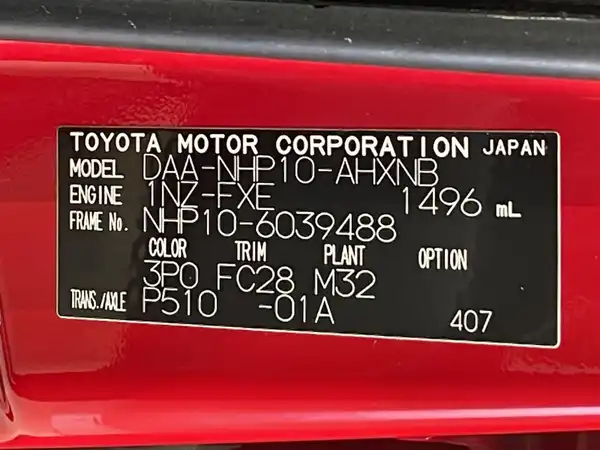 TOYOTA MOTOR CORPORATION JAPAN
MODEL DAA-NHP10-AHXNB
ENGINE 1NZ-FXE 1496 mL
FRAME No. NHP10-6039488
COLOR TRIM PLANT OPTION
3P0 FC28 M32
TRANS./AXLE P510 -01A 407